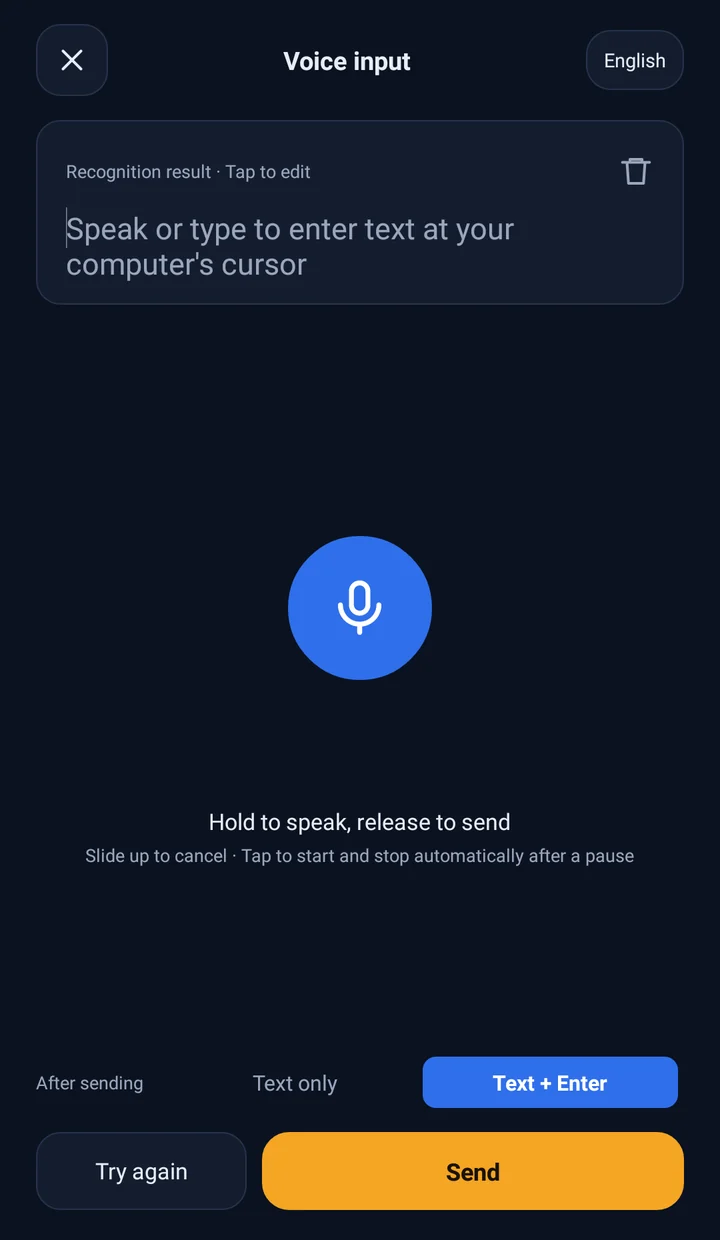 Voice input
English
Recognition result · Tap to edit
Speak or type to enter text at your
computer's cursor
Hold to speak, release to send
Slide up to cancel · Tap to start and stop automatically after a pause
After sending
Text only
Text + Enter
Try again
Send